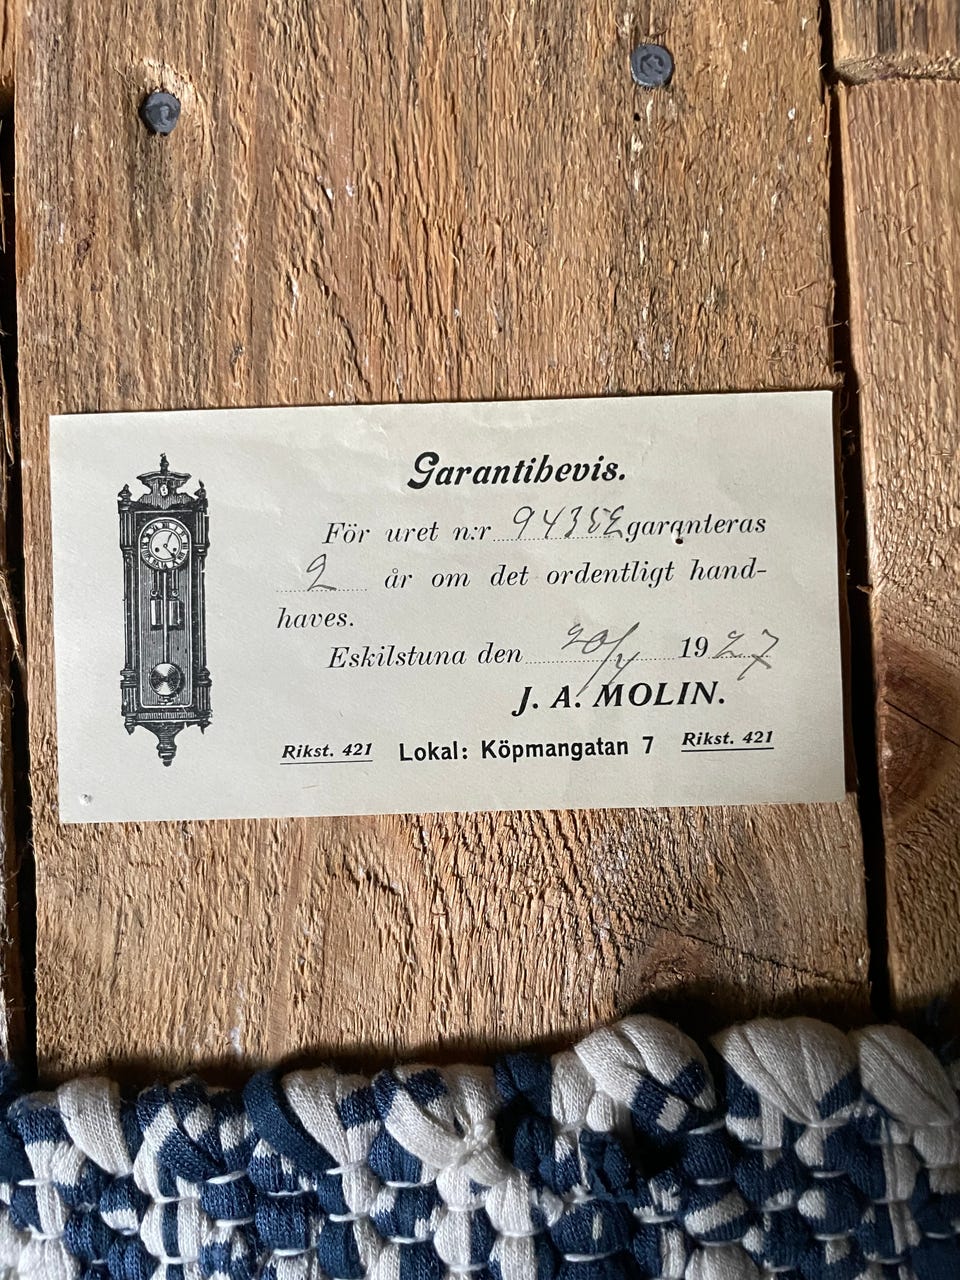 Garantibevis.
För uret n:r garanteras
2 år om det ordentligt hand-
haves.
Eskilstuna den 20/4 1927
J. A. MOLIN.
Rikst. 421 Lokal: Köpmangatan 7 Rikst. 421